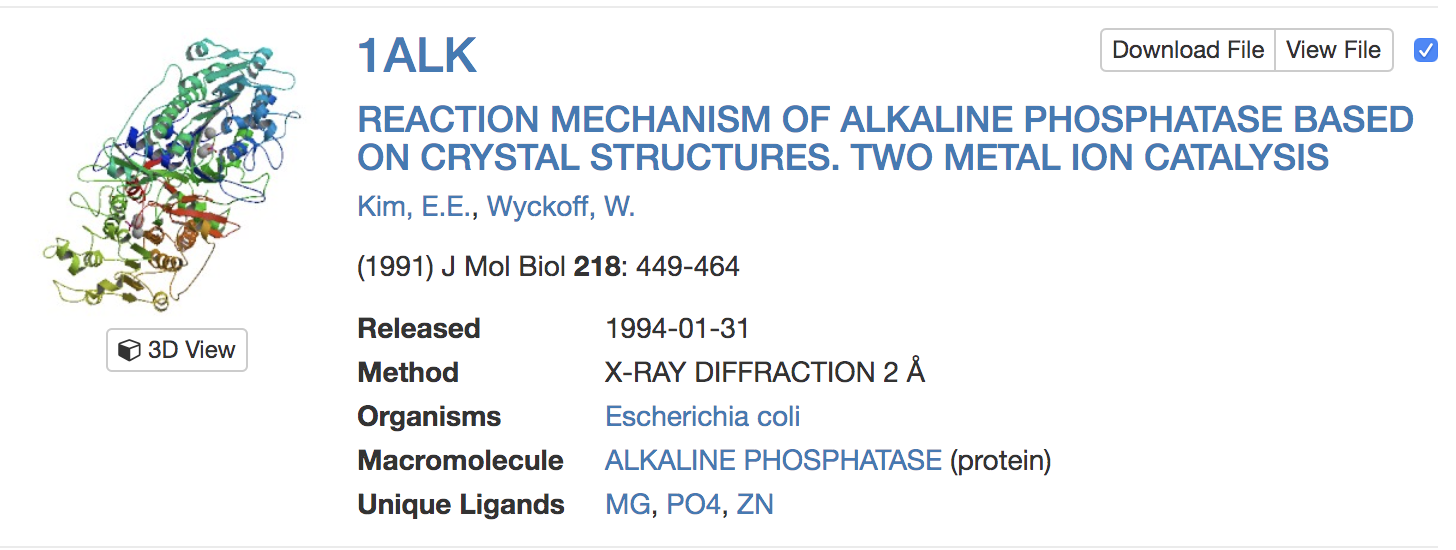 1ALK
Download File View File
REACTION MECHANISM OF ALKALINE PHOSPHATASE BASED
ON CRYSTAL STRUCTURES. TWO METAL ION CATALYSIS
Kim, E.E., Wyckoff, W.
(1991) J Mol Biol 218: 449-464
3D View
Released 1994-01-31
Method X-RAY DIFFRACTION 2 Å
Organisms Escherichia coli
Macromolecule ALKALINE PHOSPHATASE (protein)
Unique Ligands MG, PO4, ZN